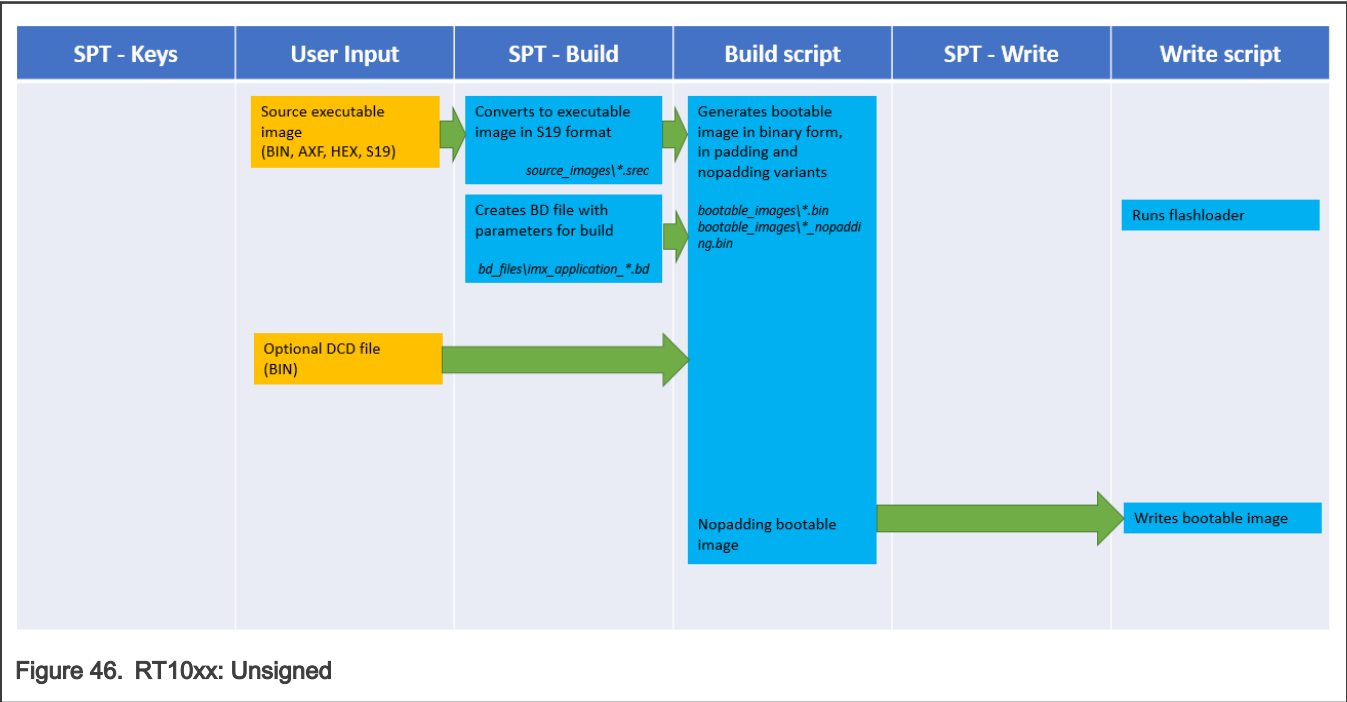 SPT - Keys
User Input
SPT - Build
Build script
SPT - Write
Write script
Source executable
image
(BIN, AXF, HEX, S19)
Converts to executable
image in S19 format
source_images\*.srec
Creates BD file with
parameters for build
bd_files\imx_application_*.bd
Generates bootable
image in binary form,
in padding and
nopadding variants
bootable_images\*.bin
bootable_images\*_nopaddi
ng.bin
Runs flashloader
Optional DCD file
(BIN)
Nopadding bootable
image
Writes bootable image
Figure 46. RT10xx: Unsigned